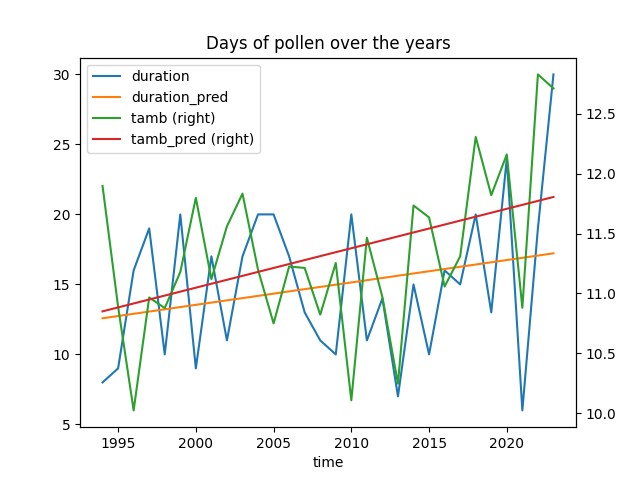 Days of pollen over the years
duration
duration_pred
tamb (right)
tamb_pred (right)
30
25
20
15
10
5
12.5
12.0
11.5
11.0
10.5
10.0
1995 2000 2005 2010 2015 2020
time